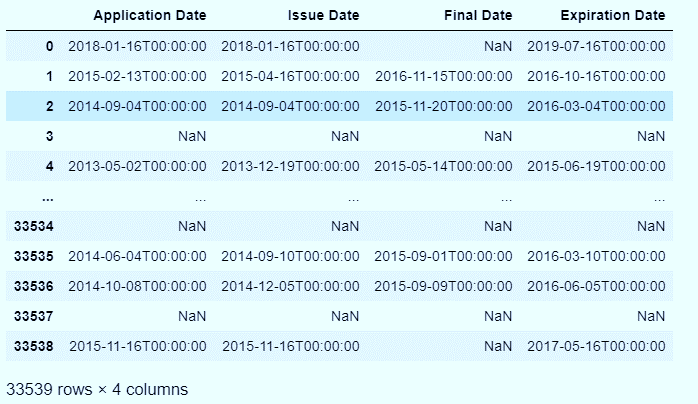 Application Date Issue Date Final Date Expiration Date
0 2018-01-16T00:00:00 2018-01-16T00:00:00 NaN 2019-07-16T00:00:00
1 2015-02-13T00:00:00 2015-04-16T00:00:00 2016-11-15T00:00:00 2016-10-16T00:00:00
2 2014-09-04T00:00:00 2014-09-04T00:00:00 2015-11-20T00:00:00 2016-03-04T00:00:00
3 NaN NaN NaN NaN
4 2013-05-02T00:00:00 2013-12-19T00:00:00 2015-05-14T00:00:00 2015-06-19T00:00:00
... ... ... ... ...
33534 NaN NaN NaN NaN
33535 2014-06-04T00:00:00 2014-09-10T00:00:00 2015-09-01T00:00:00 2016-03-10T00:00:00
33536 2014-10-08T00:00:00 2014-12-05T00:00:00 2015-09-09T00:00:00 2016-06-05T00:00:00
33537 NaN NaN NaN NaN
33538 2015-11-16T00:00:00 2015-11-16T00:00:00 NaN 2017-05-16T00:00:00
33539 rows × 4 columns